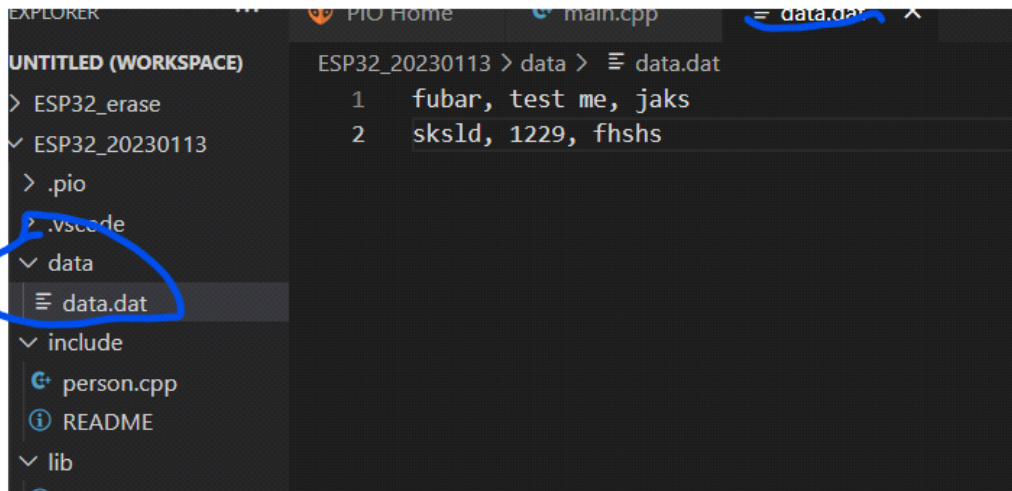 EXPLORER
PIO Home
main.cpp
data.dat
UNTITLED (WORKSPACE)
ESP32_20230113 > data > data.dat
ESP32_erase
ESP32_20230113
.pio
.vscode
data
data.dat
include
person.cpp
README
lib
1 fubar, test me, jaks
2 sksld, 1229, fhshs